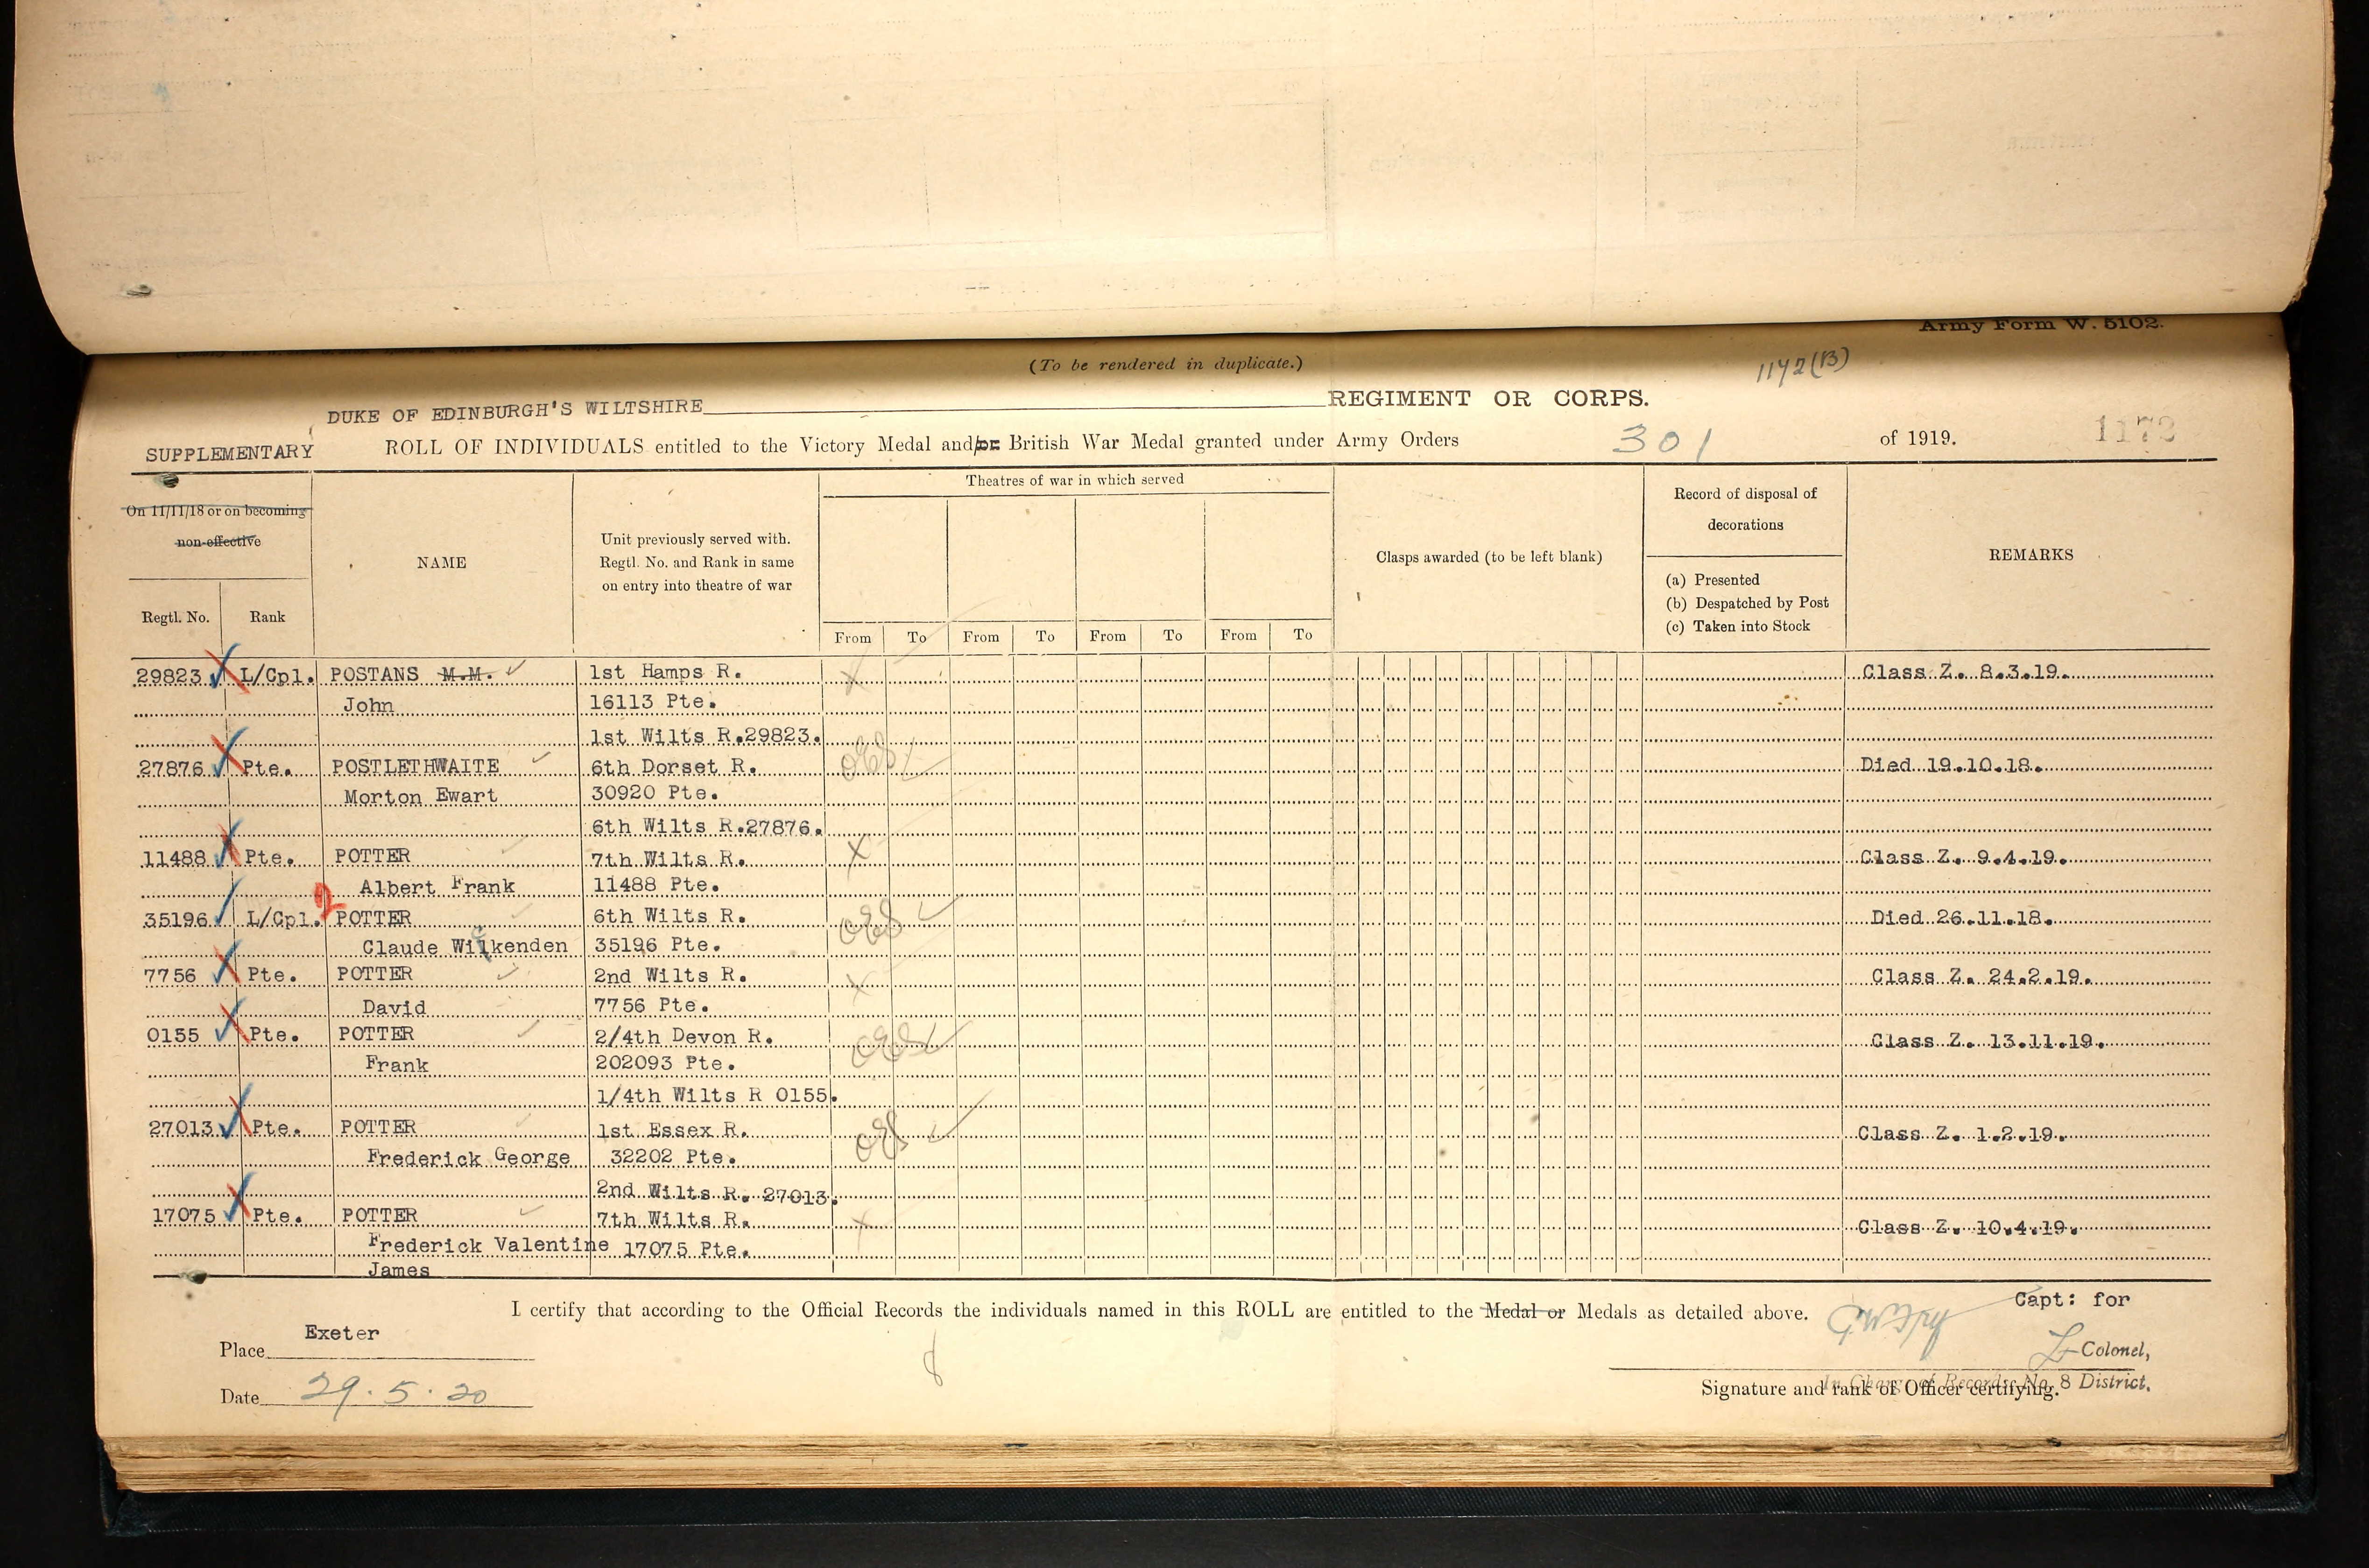 Army Form W. 5102.
(To be rendered in duplicate.)
1172(B)
DUKE OF EDINBURGH'S WILTSHIRE REGIMENT OR CORPS.
SUPPLEMENTARY ROLL OF INDIVIDUALS entitled to the Victory Medal and/or British War Medal granted under Army Orders 301 of 1919. 1172
On 11/11/18 or on becoming
non-effective
Regtl. No. Rank
NAME
Unit previously served with.
Regtl. No. and Rank in same
on entry into theatre of war
Theatres of war in which served
From To From To From To From To
Clasps awarded (to be left blank)
Record of disposal of
decorations
(a) Presented
(b) Despatched by Post
(c) Taken into Stock
REMARKS
29823 L/Cpl. POSTANS M.M. 1st Hamps R. X Class Z. 8.3.19.
John 16113 Pte.
1st Wilts R.29823.
27876 Pte. POSTLETHWAITE 6th Dorset R. Died 19.10.18.
Morton Ewart 30920 Pte.
6th Wilts R.27876.
11488 Pte. POTTER 7th Wilts R. X Class Z. 9.4.19.
Albert Frank 11488 Pte.
35196 L/Cpl. 2 POTTER 6th Wilts R. Died 26.11.18.
Claude Wilkenden 35196 Pte.
7756 Pte. POTTER 2nd Wilts R. X Class Z. 24.2.19.
David 7756 Pte.
0155 Pte. POTTER 2/4th Devon R. Class Z. 13.11.19.
Frank 202093 Pte.
1/4th Wilts R 0155.
27013 Pte. POTTER 1st Essex R. Class Z. 1.2.19.
Frederick George 32202 Pte.
2nd Wilts R. 27013.
17075 Pte. POTTER 7th Wilts R. X Class Z. 10.4.19.
Frederick Valentine 17075 Pte.
James
I certify that according to the Official Records the individuals named in this ROLL are entitled to the Medal or Medals as detailed above.
Capt: for
Lt Colonel,
In Charge of Records No. 8 District.
Signature and rank of Officer certifying.
Place Exeter
Date 29.5.20
8